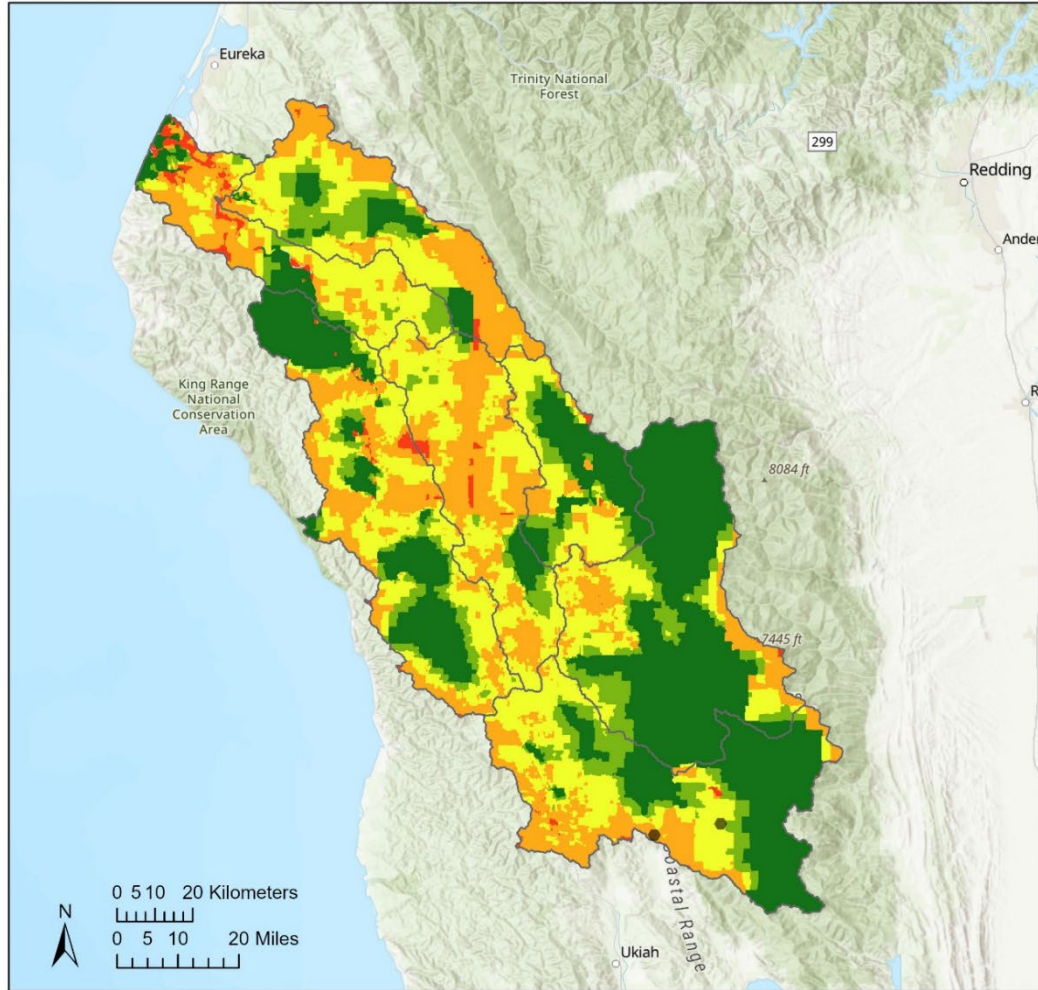 Eureka
Trinity National
Forest
299
Redding
Ander
R
King Range
National
Conservation
Area
8084 ft
7445 ft
0 5 10 20 Kilometers
0 5 10 20 Miles
N
oastal Range
Ukiah